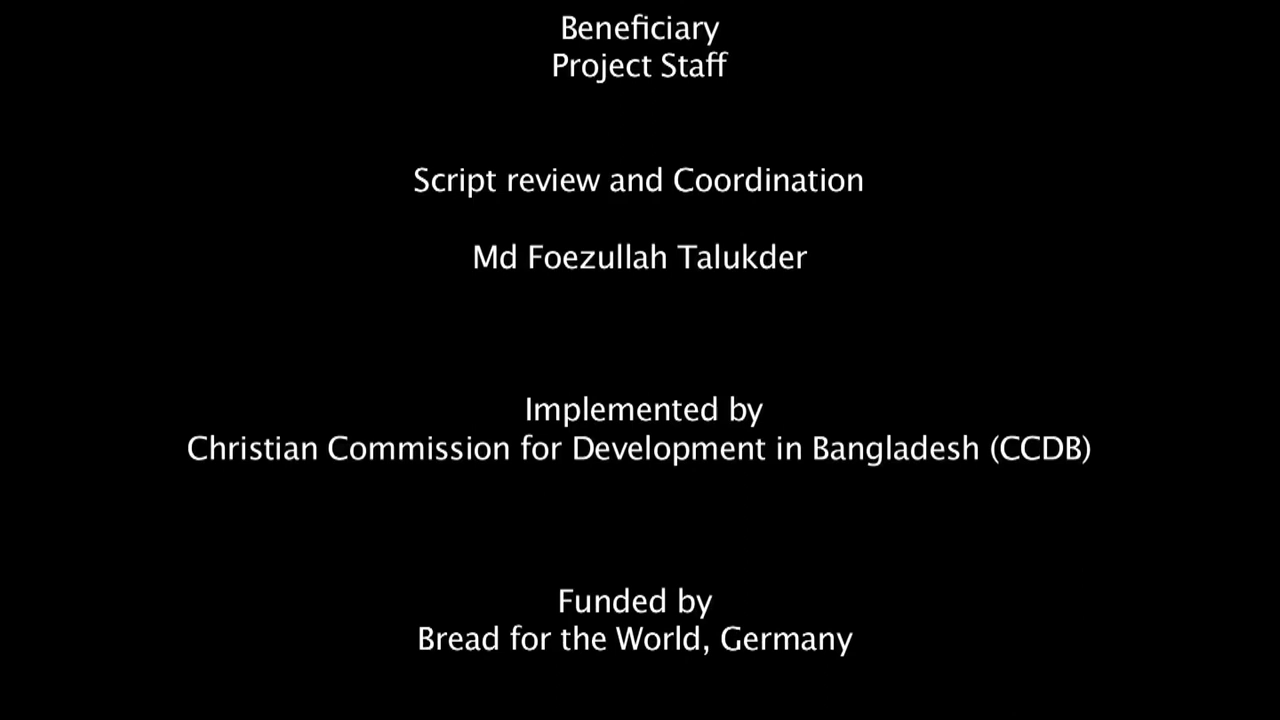 Beneficiary
Project Staff
Script review and Coordination
Md Foezullah Talukder
Implemented by
Christian Commission for Development in Bangladesh (CCDB)
Funded by
Bread for the World, Germany